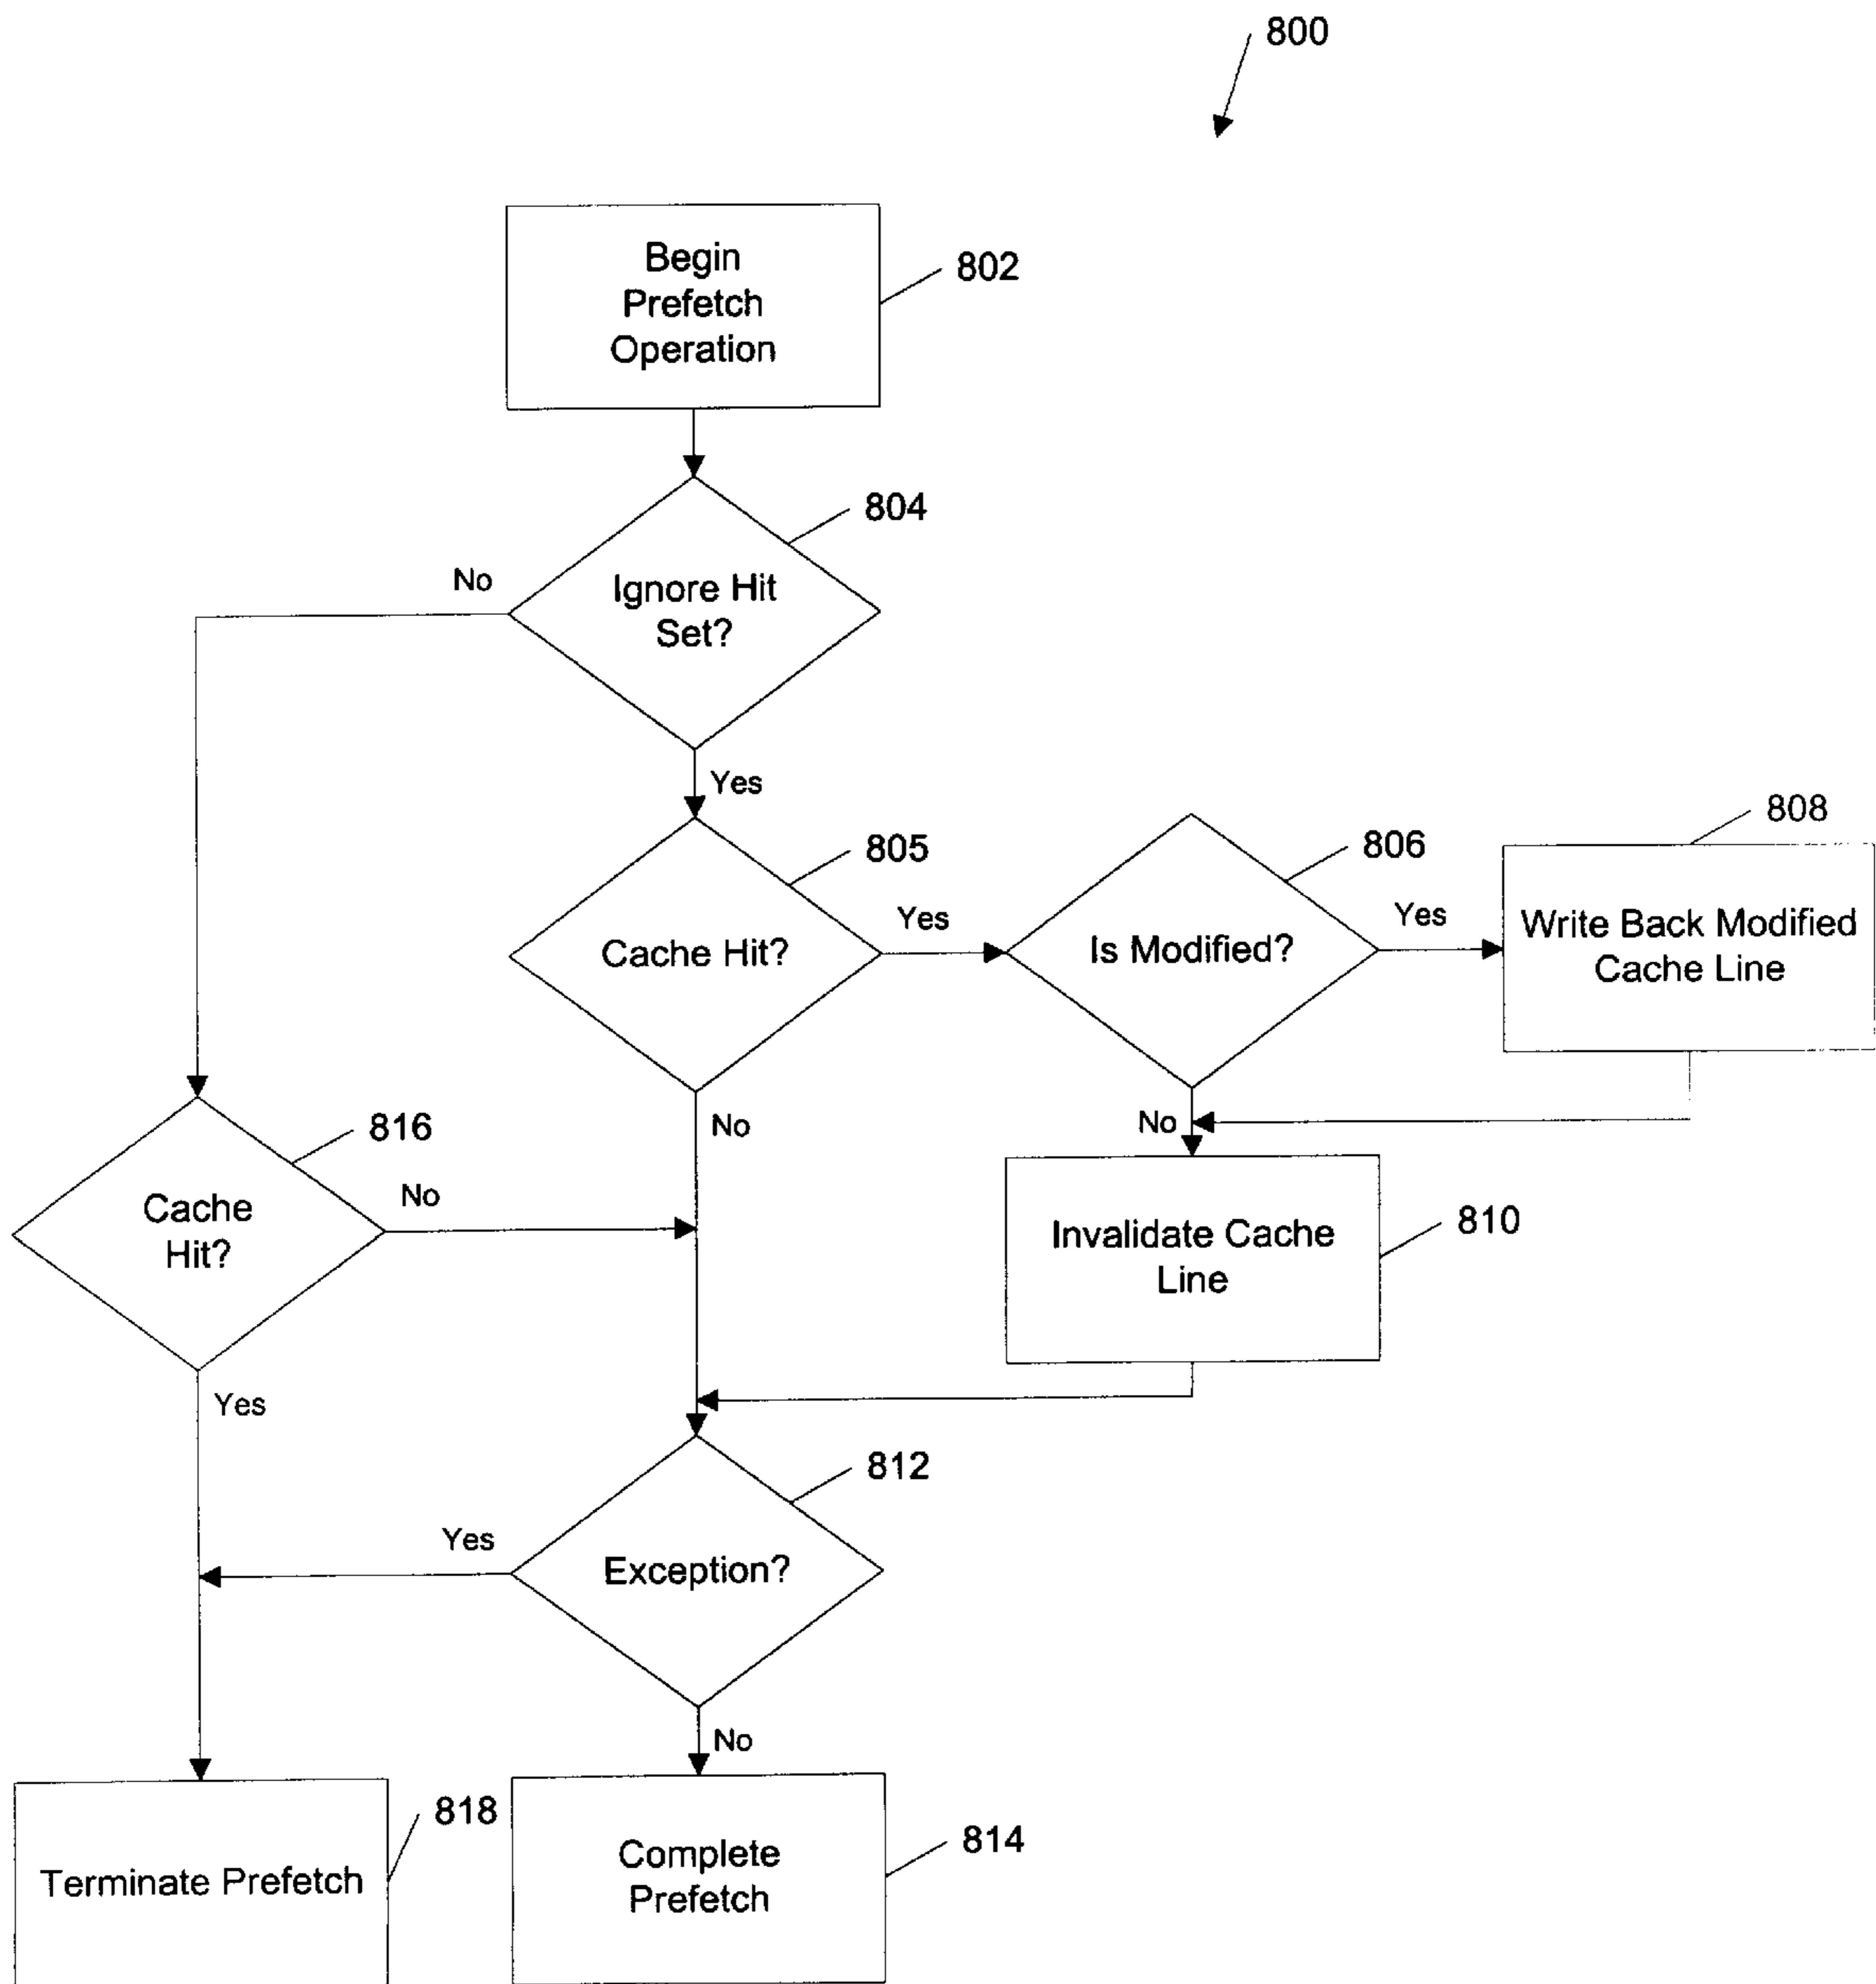 800
Begin
Prefetch
Operation
802
804
Ignore Hit
Set?
No
Yes
805
Cache Hit?
Yes
806
Is Modified?
Yes
808
Write Back Modified
Cache Line
No
No
816
Cache
Hit?
No
Yes
Invalidate Cache
Line
810
812
Exception?
Yes
No
818
Terminate Prefetch
Complete
Prefetch
814